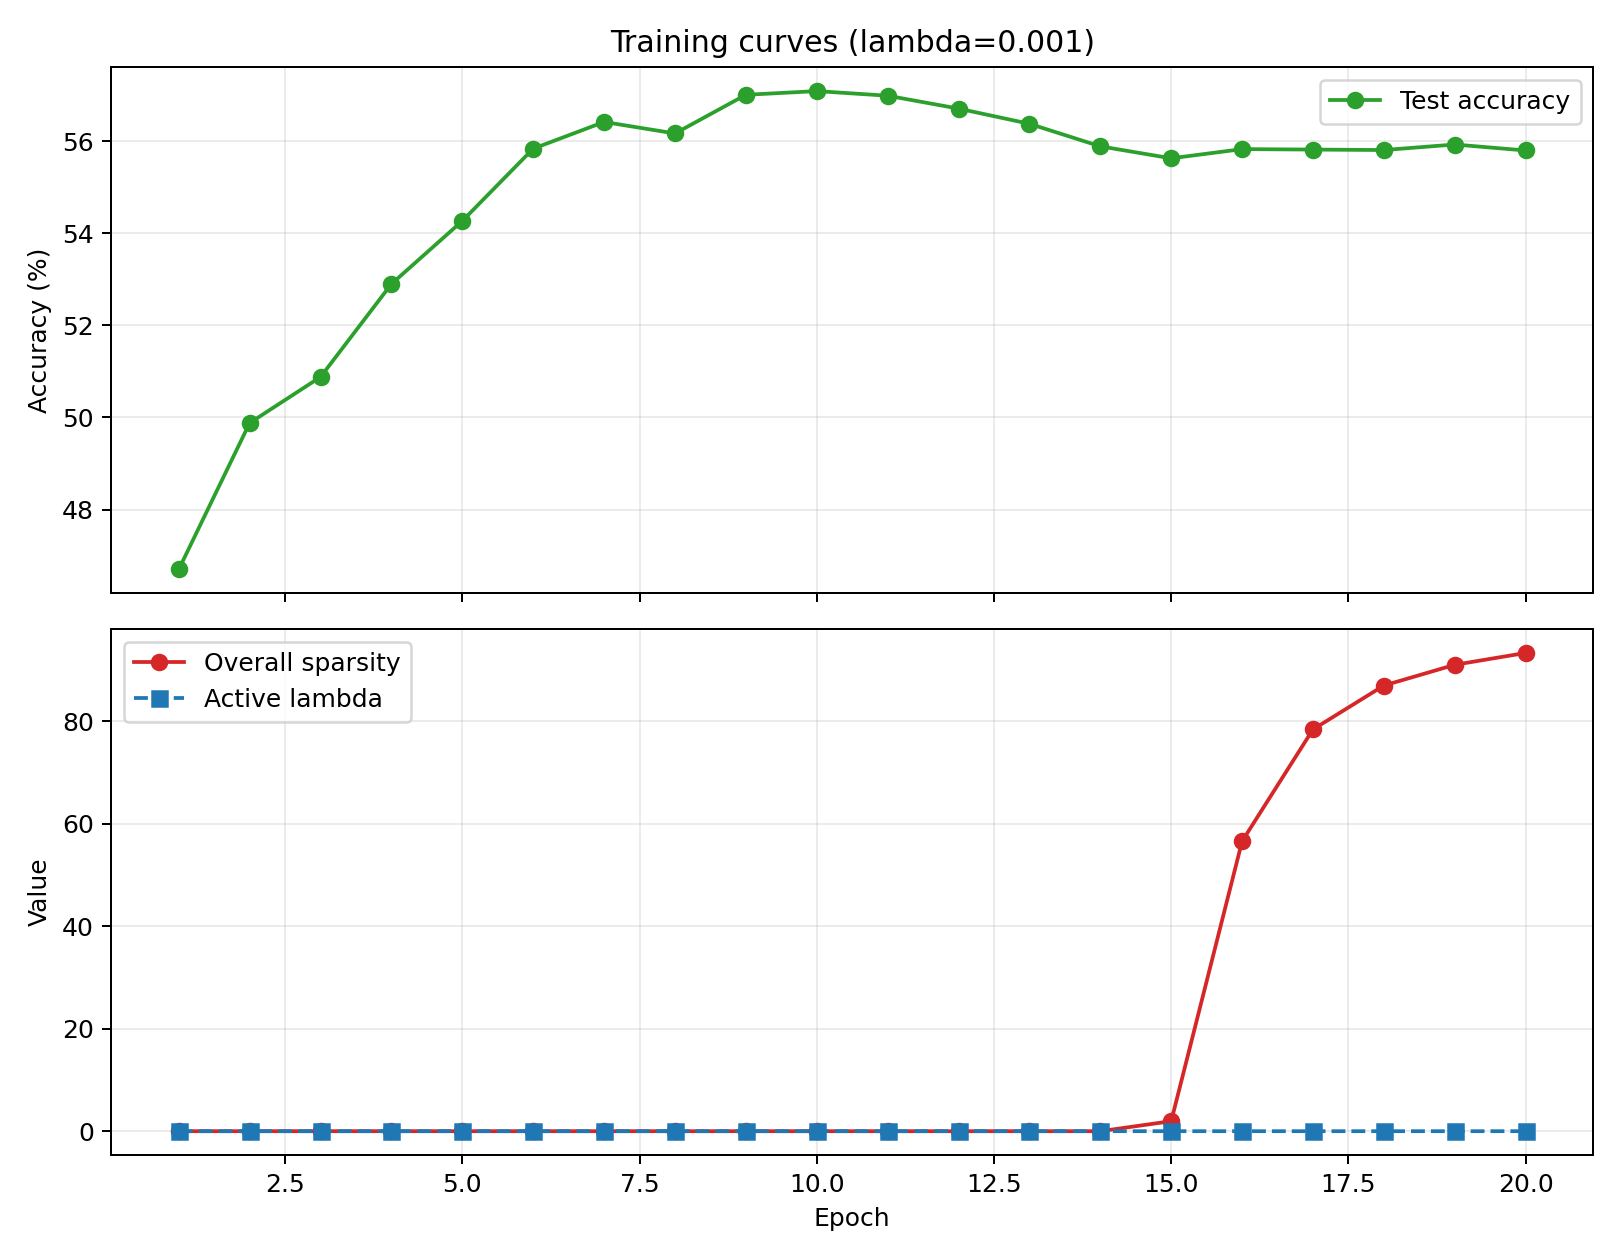 Training curves (lambda=0.001)
Test accuracy
Accuracy (%)
56
54
52
50
48
Overall sparsity
Active lambda
Value
80
60
40
20
0
2.5 5.0 7.5 10.0 12.5 15.0 17.5 20.0
Epoch